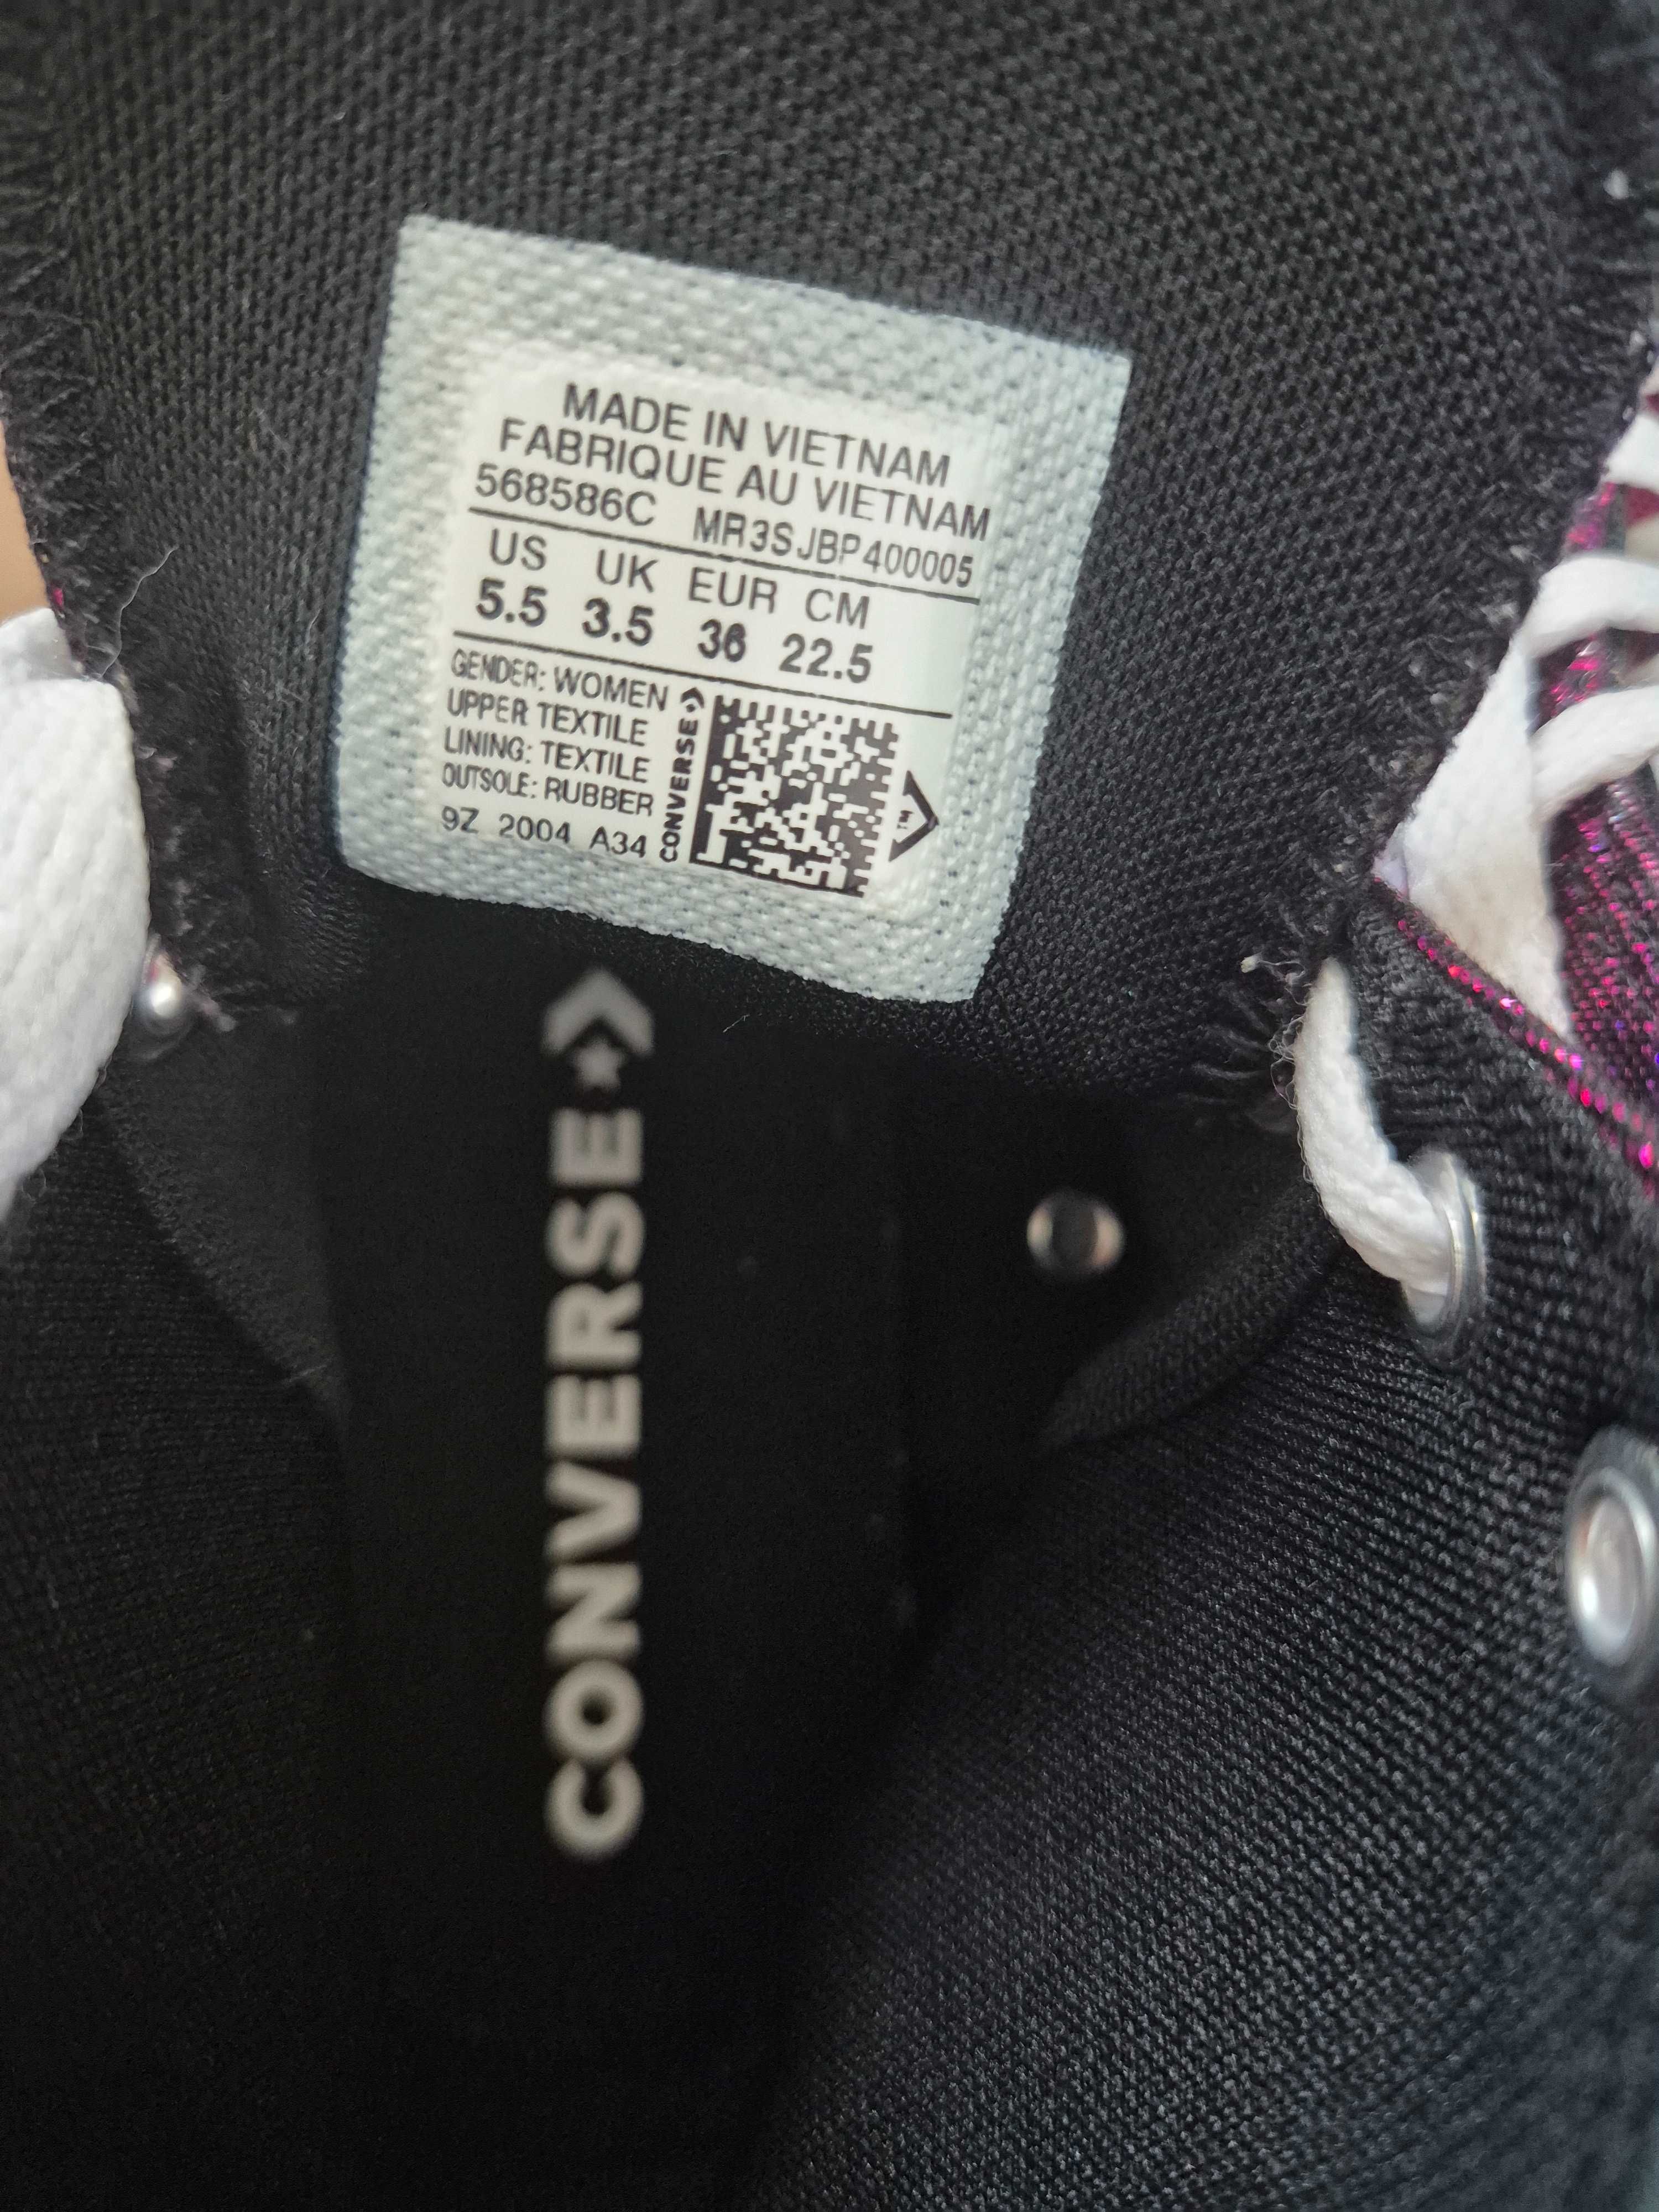 MADE IN VIETNAM
FABRIQUE AU VIETNAM
568586C MR3SJBP400005
US UK EUR CM
5.5 3.5 36 22.5
GENDER: WOMEN
UPPER TEXTILE
LINING: TEXTILE
OUTSOLE: RUBBER
9Z 2004 A34
CONVERSE
TM
CONVERSE